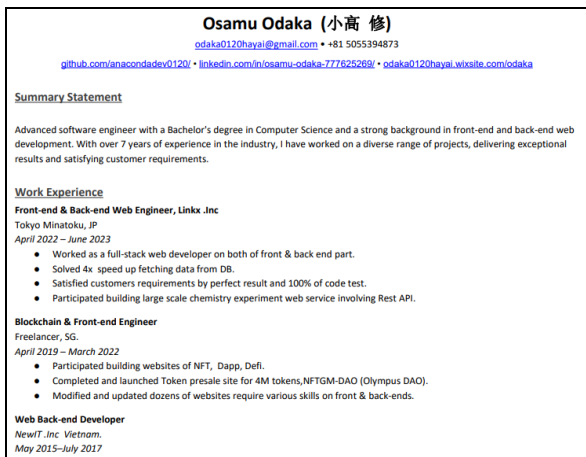 Osamu Odaka (小高 修)
odaka0120hayai@gmail.com • +81 5055394873
github.com/anacondadev0120/ • linkedin.com/in/osamu-odaka-777625269/ • odaka0120hayai.wixsite.com/odaka
Summary Statement
Advanced software engineer with a Bachelor's degree in Computer Science and a strong background in front-end and back-end web
development. With over 7 years of experience in the industry, I have worked on a diverse range of projects, delivering exceptional
results and satisfying customer requirements.
Work Experience
Front-end & Back-end Web Engineer, Linkx .Inc
Tokyo Minatoku, JP
April 2022 – June 2023
● Worked as a full-stack web developer on both of front & back end part.
● Solved 4x speed up fetching data from DB.
● Satisfied customers requirements by perfect result and 100% of code test.
● Participated building large scale chemistry experiment web service involving Rest API.
Blockchain & Front-end Engineer
Freelancer, SG.
April 2019 – March 2022
● Participated building websites of NFT, Dapp, Defi.
● Completed and launched Token presale site for 4M tokens,NFTGM-DAO (Olympus DAO).
● Modified and updated dozens of websites require various skills on front & back-ends.
Web Back-end Developer
NewIT .Inc Vietnam.
May 2015–July 2017